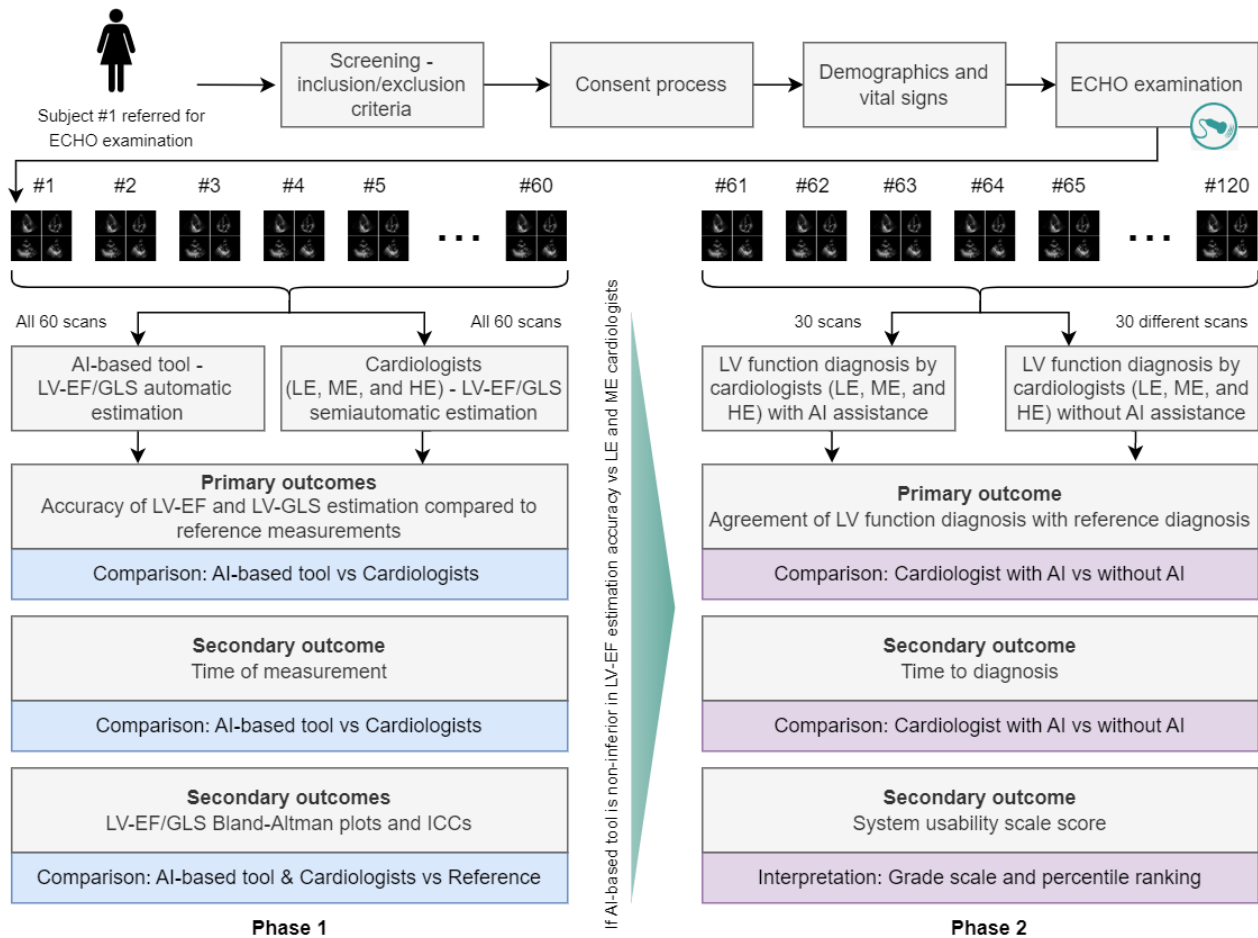 Subject #1 referred for
ECHO examination
Screening -
inclusion/exclusion
criteria
Consent process
Demographics and
vital signs
ECHO examination
#1
#2
#3
#4
#5
#60
...
All 60 scans
All 60 scans
AI-based tool -
LV-EF/GLS automatic
estimation
Cardiologists
(LE, ME, and HE) - LV-EF/GLS
semiautomatic estimation
Primary outcomes
Accuracy of LV-EF and LV-GLS estimation compared to
reference measurements
Comparison: AI-based tool vs Cardiologists
Secondary outcome
Time of measurement
Comparison: AI-based tool vs Cardiologists
Secondary outcomes
LV-EF/GLS Bland-Altman plots and ICCs
Comparison: AI-based tool & Cardiologists vs Reference
Phase 1
If AI-based tool is non-inferior in LV-EF estimation accuracy vs LE and ME cardiologists
#61
#62
#63
#64
#65
#120
...
30 scans
30 different scans
LV function diagnosis by
cardiologists (LE, ME, and
HE) with AI assistance
LV function diagnosis by
cardiologists (LE, ME, and
HE) without AI assistance
Primary outcome
Agreement of LV function diagnosis with reference diagnosis
Comparison: Cardiologist with AI vs without AI
Secondary outcome
Time to diagnosis
Comparison: Cardiologist with AI vs without AI
Secondary outcome
System usability scale score
Interpretation: Grade scale and percentile ranking
Phase 2